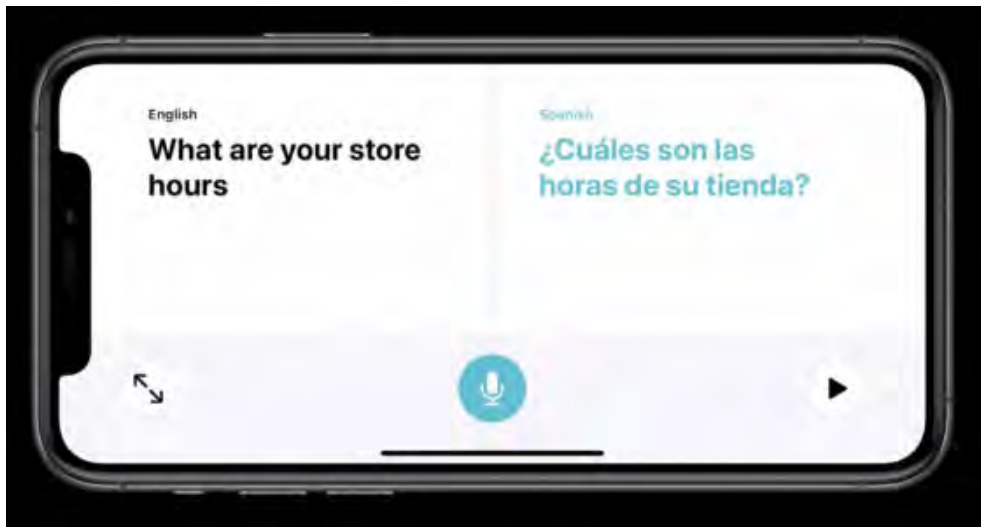 English
What are your store
hours
Spanish
¿Cuáles son las
horas de su tienda?